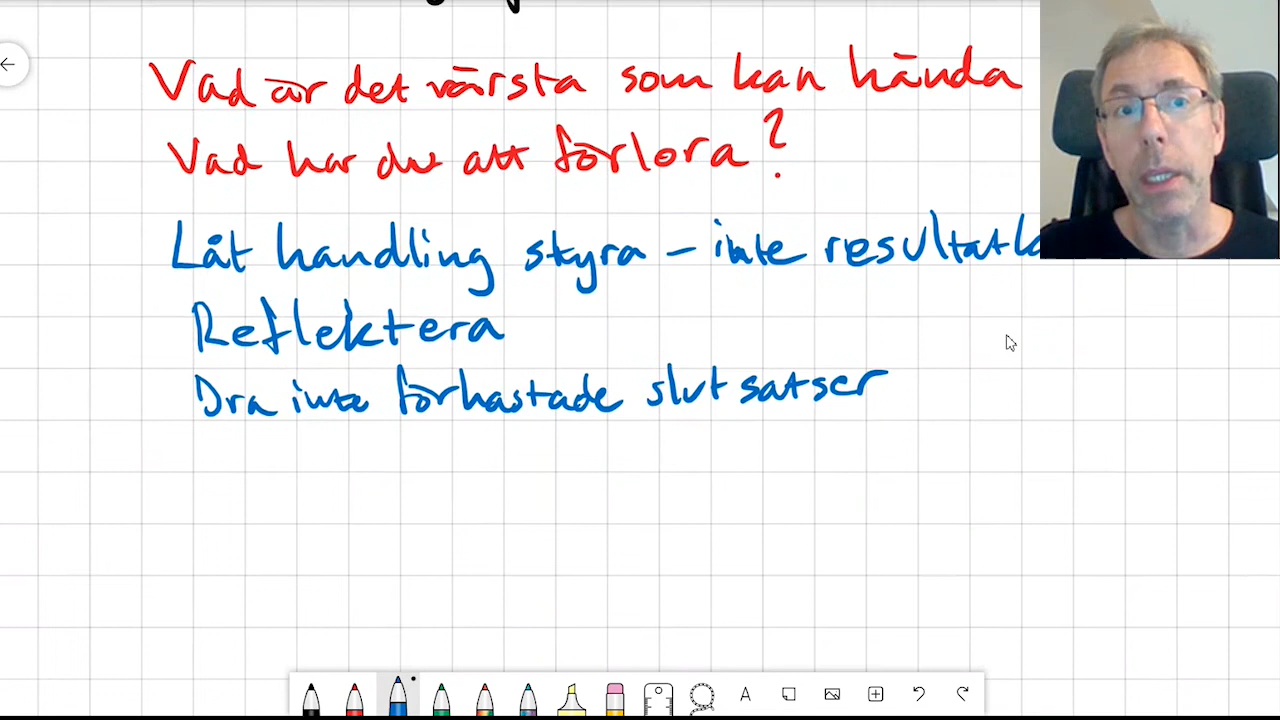 Vad är det värsta som kan hända
Vad har du att förlora?
Låt handling styra - inte
Reflektera
Dra inte förhastade slutsatser
A